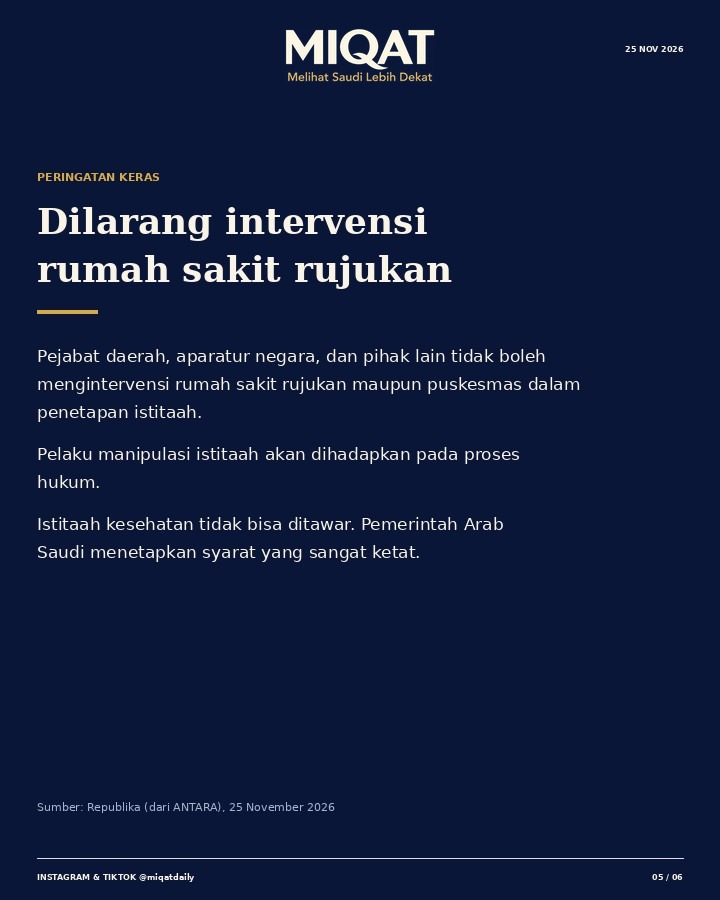 MIQAT
Melihat Saudi Lebih Dekat
25 NOV 2026
PERINGATAN KERAS
Dilarang intervensi
rumah sakit rujukan
Pejabat daerah, aparatur negara, dan pihak lain tidak boleh
mengintervensi rumah sakit rujukan maupun puskesmas dalam
penetapan istitaah.
Pelaku manipulasi istitaah akan dihadapkan pada proses
hukum.
Istitaah kesehatan tidak bisa ditawar. Pemerintah Arab
Saudi menetapkan syarat yang sangat ketat.
Sumber: Republika (dari ANTARA), 25 November 2026
INSTAGRAM & TIKTOK @miqatdaily
05 / 06